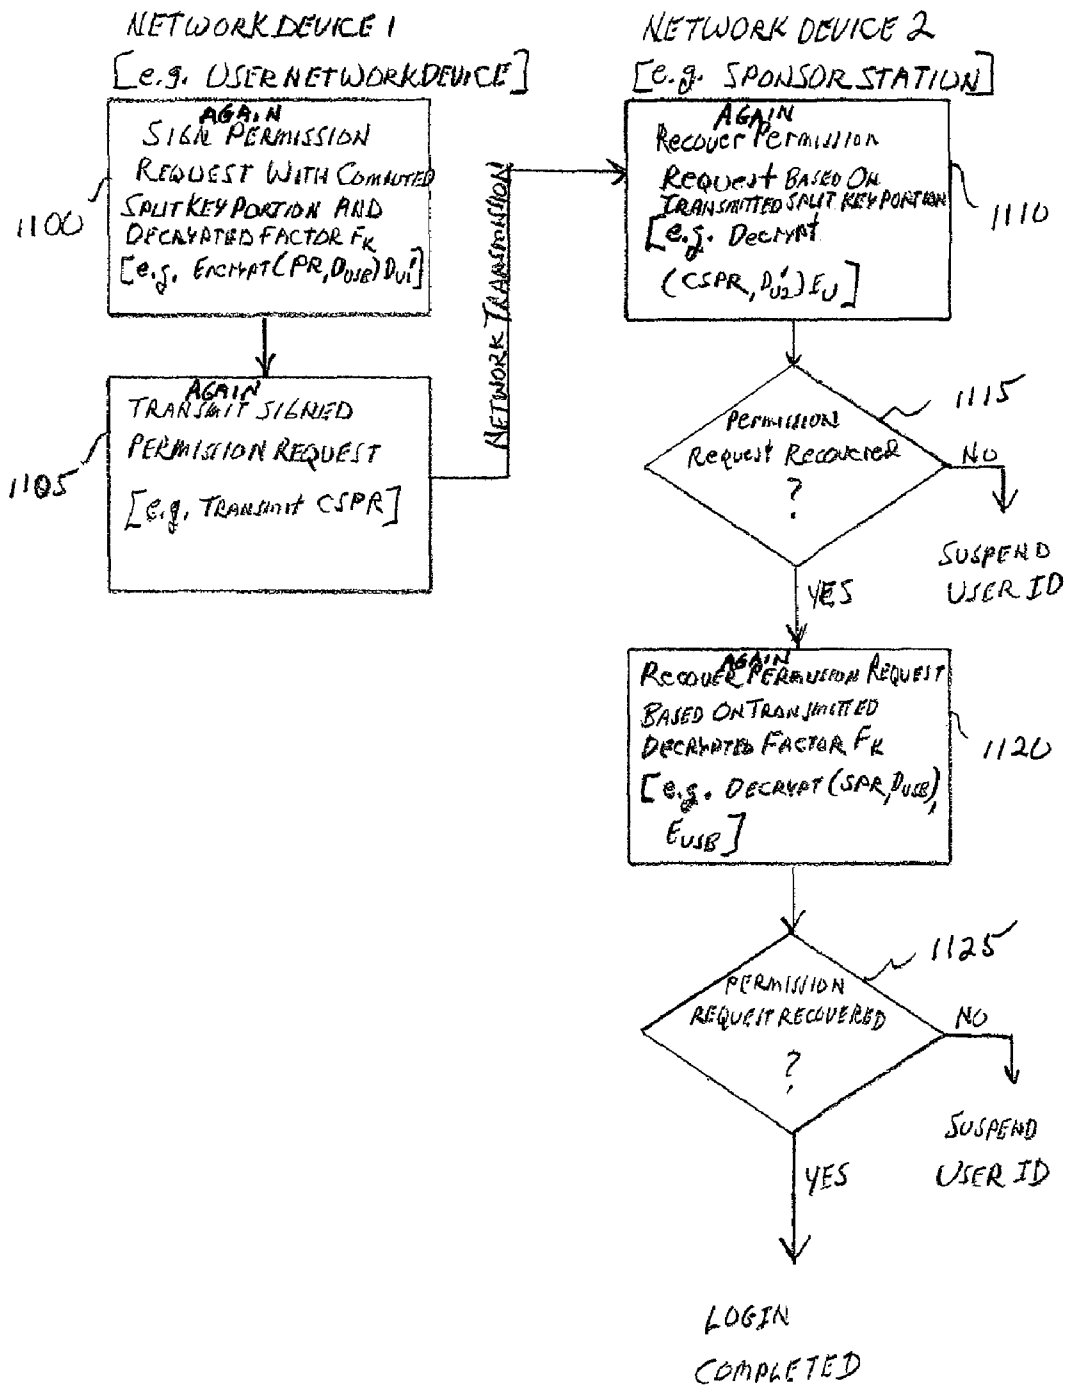 NETWORK DEVICE 1
[e.g. USER NETWORK DEVICE]
AGAIN
SIGN PERMISSION
REQUEST WITH COMPUTED
SPLIT KEY PORTION AND
DECRYPTED FACTOR FK
[e.g. ENCRYPT (PR, DUSB) DU1']
1100
AGAIN
TRANSMIT SIGNED
PERMISSION REQUEST
[e.g. TRANSMIT CSPR]
1105
NETWORK TRANSMISSION
NETWORK DEVICE 2
[e.g. SPONSOR STATION]
AGAIN
Recover Permission
Request BASED ON
TRANSMITTED SPLIT KEY PORTION
[e.g. Decrypt
(CSPR, DU2') EU]
1110
Permission
Request Recovered
?
1115
NO
SUSPEND
USER ID
YES
AGAIN
RECOVER PERMISSION REQUEST
BASED ON TRANSMITTED
DECRYPTED FACTOR FK
[e.g. DECRYPT (SPR, DUSB),
EUSB]
1120
PERMISSION
REQUEST RECOVERED
?
1125
NO
SUSPEND
USER ID
YES
LOGIN
COMPLETED